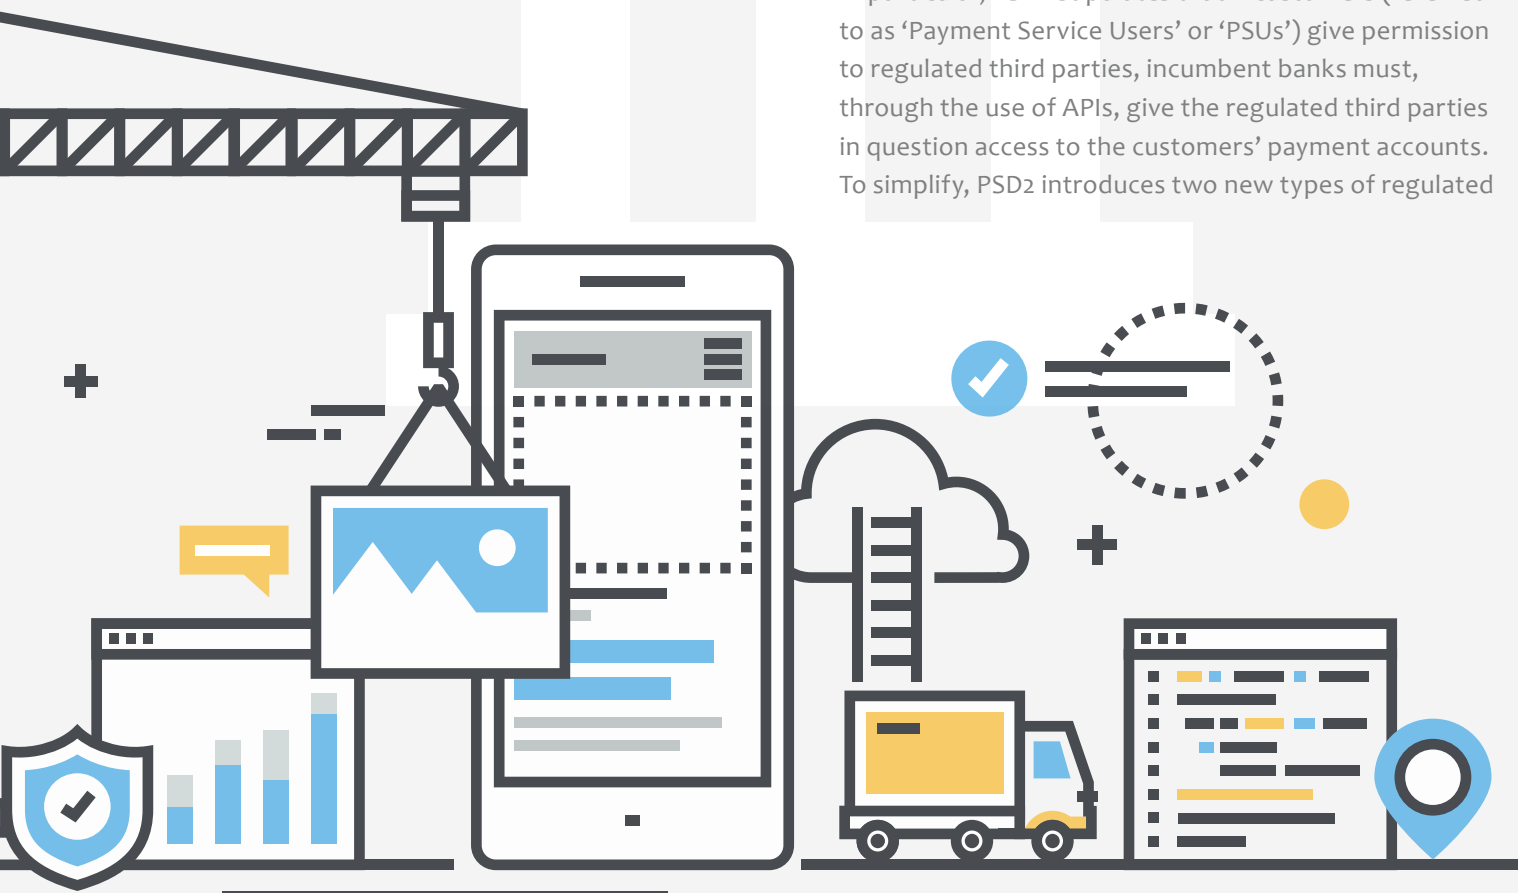 to as ‘Payment Service Users’ or ‘PSUs’) give permission
to regulated third parties, incumbent banks must,
through the use of APIs, give the regulated third parties
in question access to the customers’ payment accounts.
To simplify, PSD2 introduces two new types of regulated